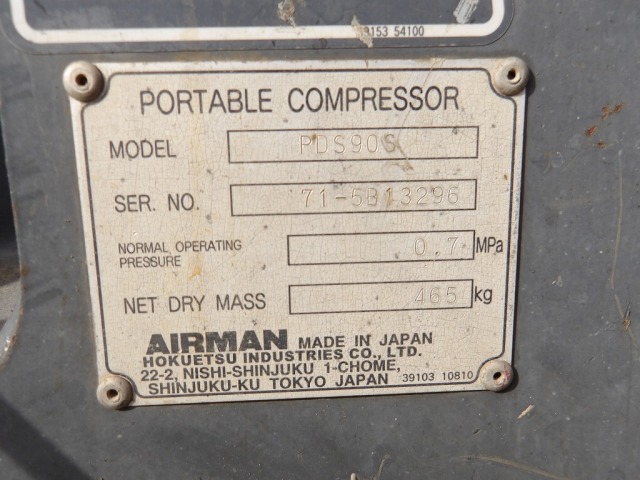 39153 54100
PORTABLE COMPRESSOR
MODEL PDS90S
SER. NO. 71-5B13296
NORMAL OPERATING PRESSURE 0.7 MPa
NET DRY MASS 465 kg
AIRMAN MADE IN JAPAN
HOKUETSU INDUSTRIES CO., LTD.
22-2, NISHI-SHINJUKU 1-CHOME,
SHINJUKU-KU TOKYO JAPAN 39103 10810